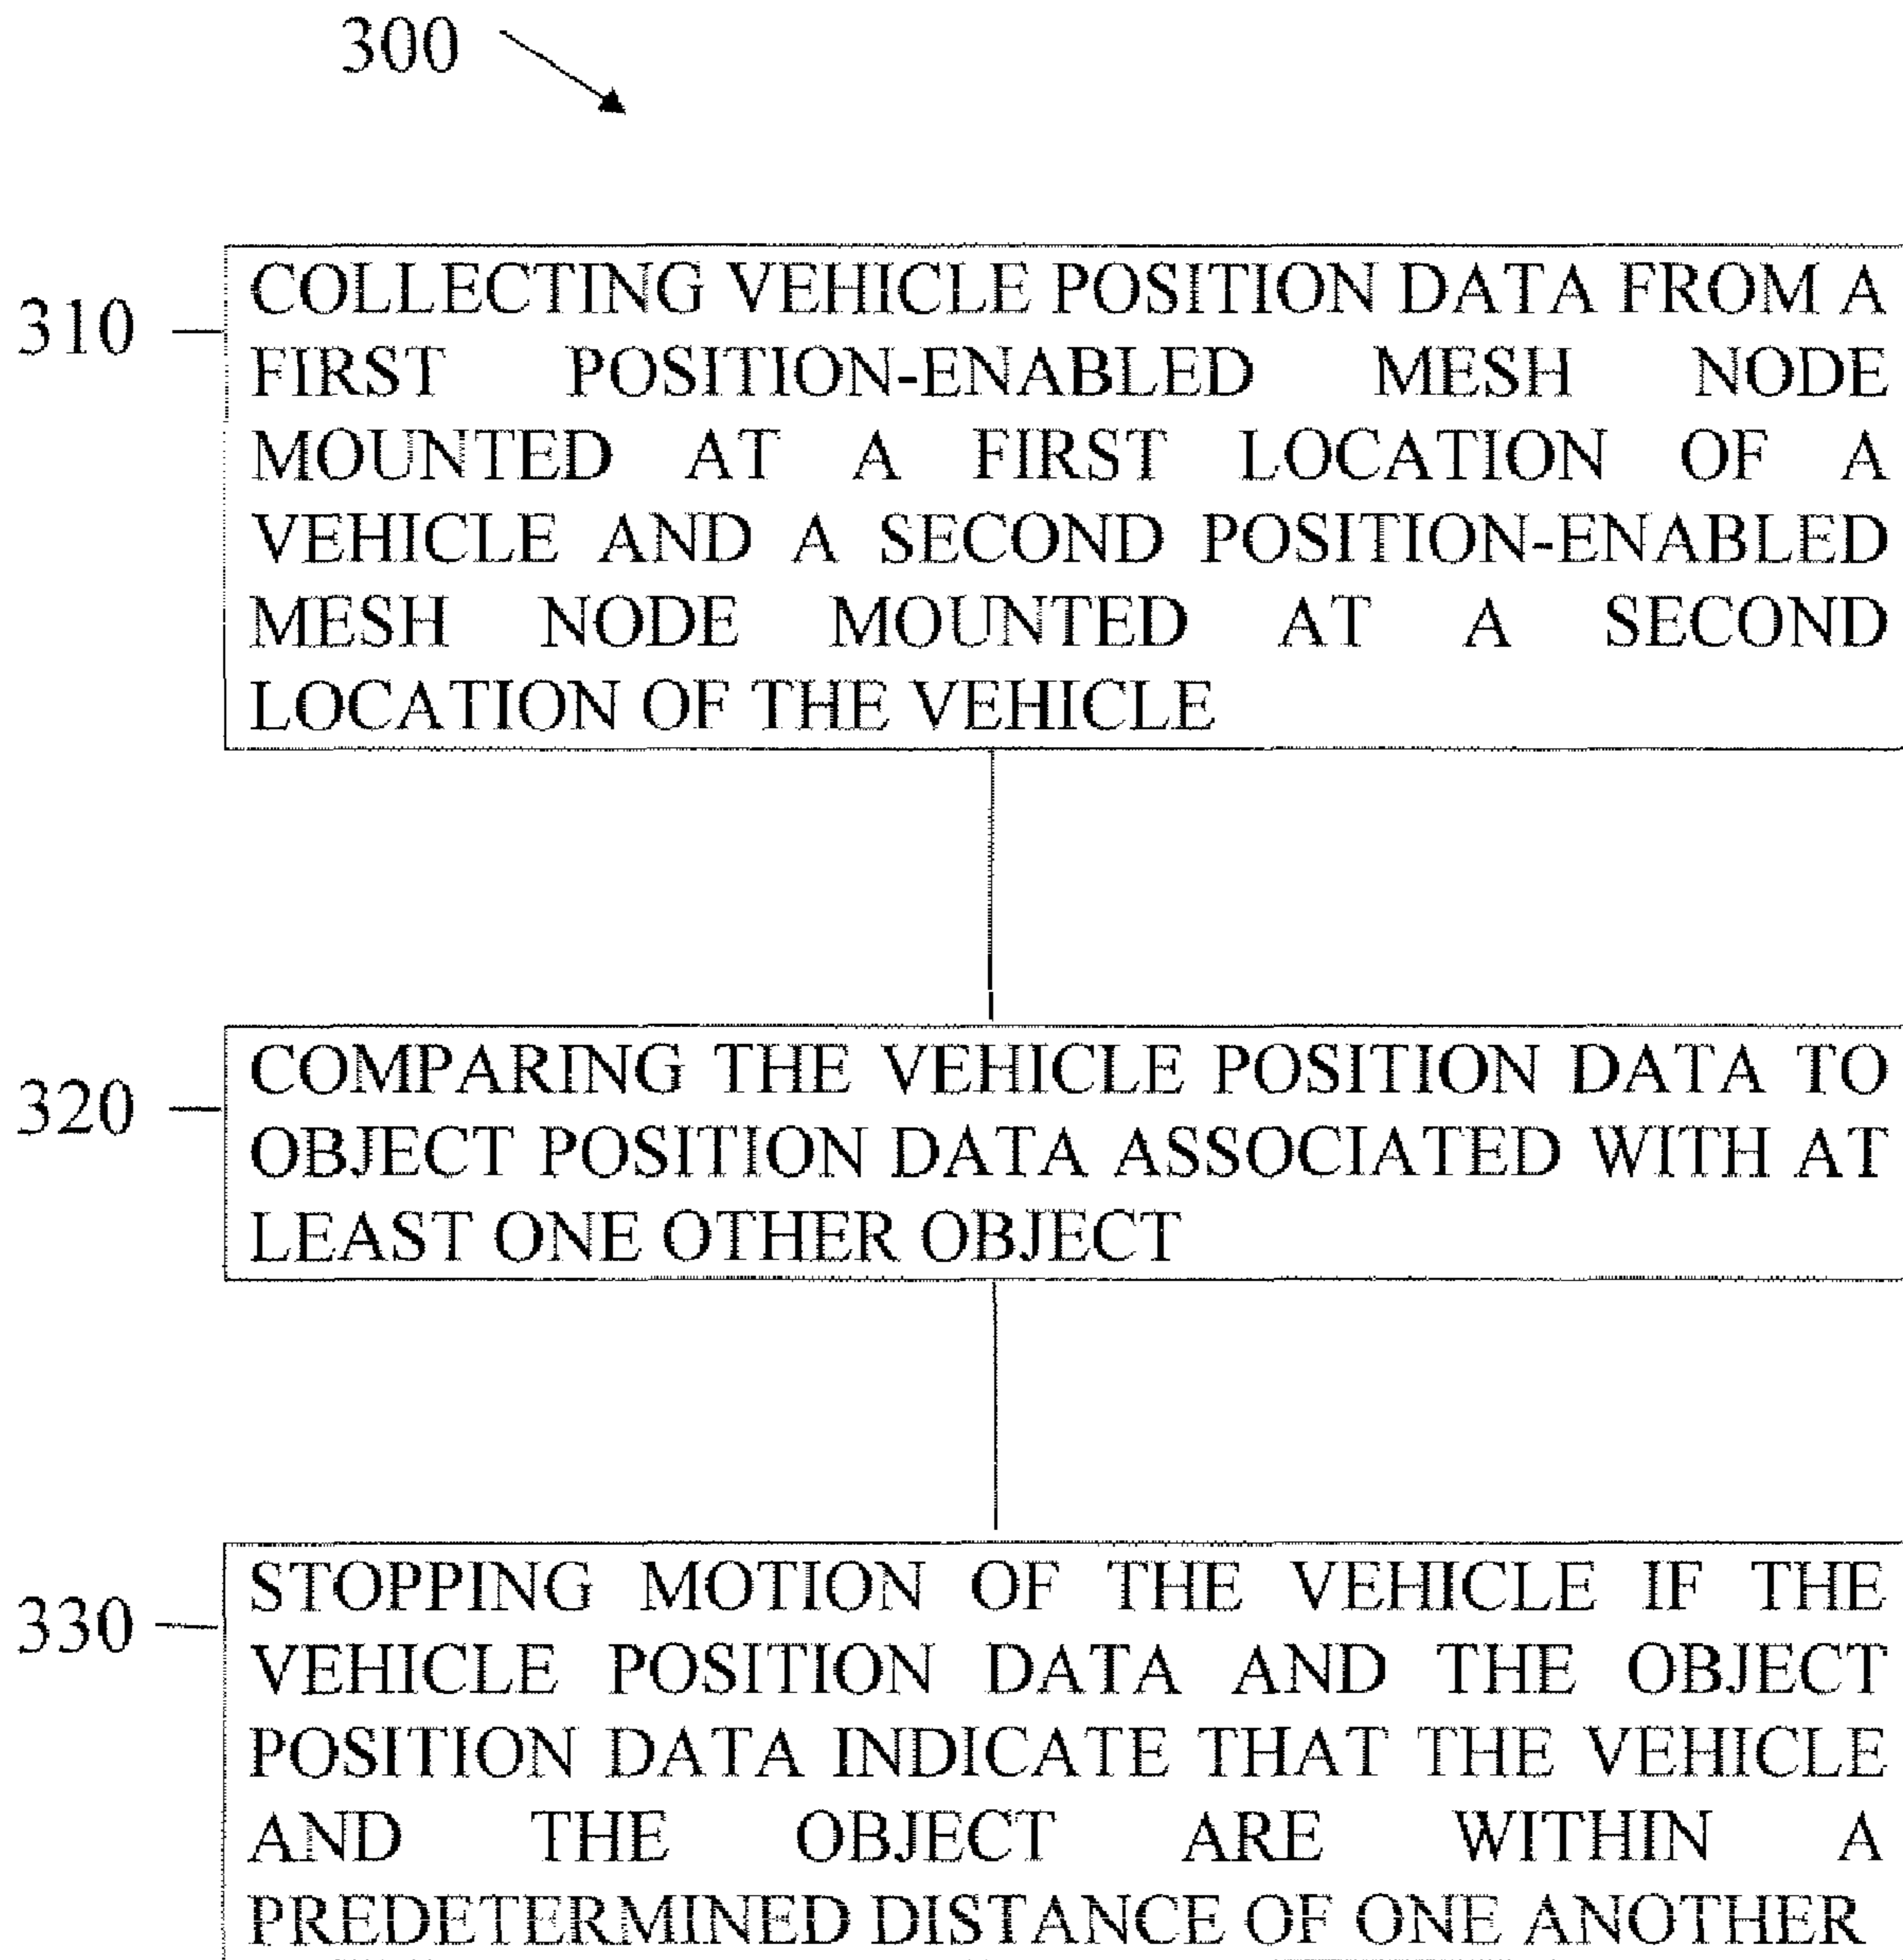 300
310
COLLECTING VEHICLE POSITION DATA FROM A
FIRST POSITION-ENABLED MESH NODE
MOUNTED AT A FIRST LOCATION OF A
VEHICLE AND A SECOND POSITION-ENABLED
MESH NODE MOUNTED AT A SECOND
LOCATION OF THE VEHICLE
320
COMPARING THE VEHICLE POSITION DATA TO
OBJECT POSITION DATA ASSOCIATED WITH AT
LEAST ONE OTHER OBJECT
330
STOPPING MOTION OF THE VEHICLE IF THE
VEHICLE POSITION DATA AND THE OBJECT
POSITION DATA INDICATE THAT THE VEHICLE
AND THE OBJECT ARE WITHIN A
PREDETERMINED DISTANCE OF ONE ANOTHER